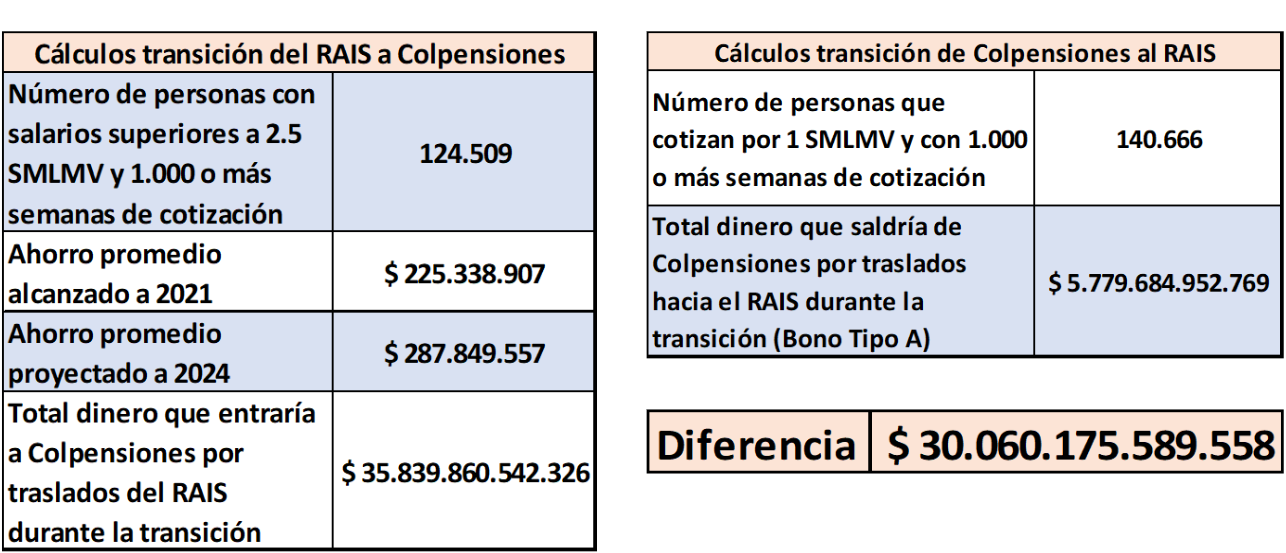 Cálculos transición del RAIS a Colpensiones
Número de personas con
salarios superiores a 2.5
SMLMV y 1.000 o más
semanas de cotización
124.509
Ahorro promedio
alcanzado a 2021
$ 225.338.907
Ahorro promedio
proyectado a 2024
$ 287.849.557
Total dinero que entraría
a Colpensiones por
traslados del RAIS
durante la transición
$ 35.839.860.542.326
Cálculos transición de Colpensiones al RAIS
Número de personas que
cotizan por 1 SMLMV y con 1.000
o más semanas de cotización
140.666
Total dinero que saldría de
Colpensiones por traslados
hacia el RAIS durante la
transición (Bono Tipo A)
$ 5.779.684.952.769
Diferencia $ 30.060.175.589.558